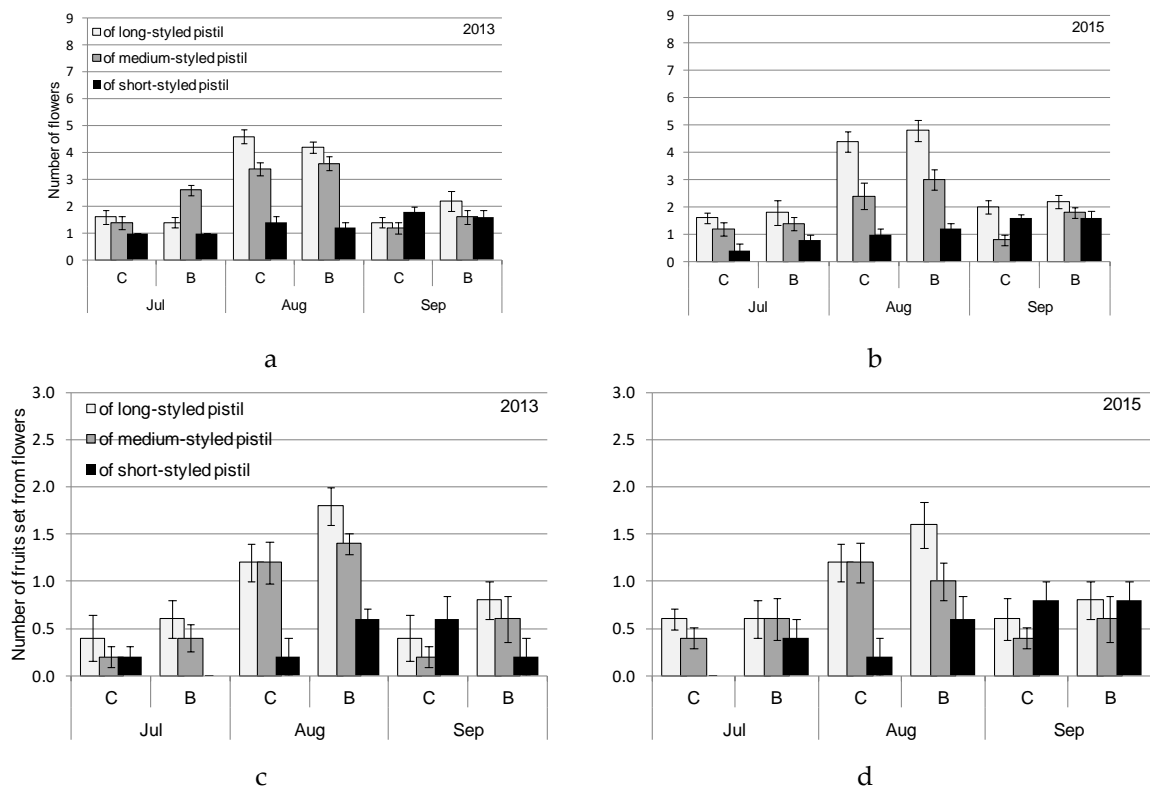 9
8
7
6
5
4
3
2
1
0
Number of flowers
of long-styled pistil
of medium-styled pistil
of short-styled pistil
2013
C B C B C B
Jul Aug Sep
a
9
8
7
6
5
4
3
2
1
0
2015
C B C B C B
Jul Aug Sep
b
3.0
2.5
2.0
1.5
1.0
0.5
0.0
Number of fruits set from flowers
of long-styled pistil
of medium-styled pistil
of short-styled pistil
2013
C B C B C B
Jul Aug Sep
c
3.0
2.5
2.0
1.5
1.0
0.5
0.0
2015
C B C B C B
Jul Aug Sep
d